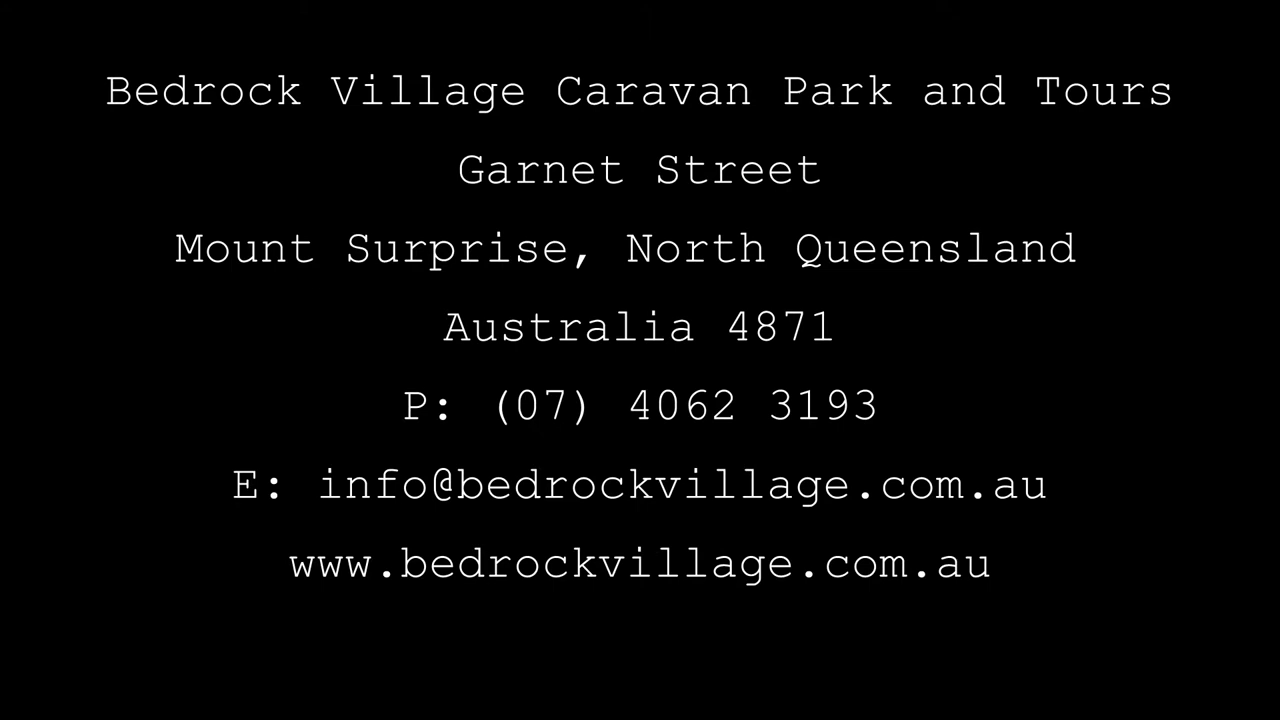 Bedrock Village Caravan Park and Tours
Garnet Street
Mount Surprise, North Queensland
Australia 4871
P: (07) 4062 3193
E: info@bedrockvillage.com.au
www.bedrockvillage.com.au